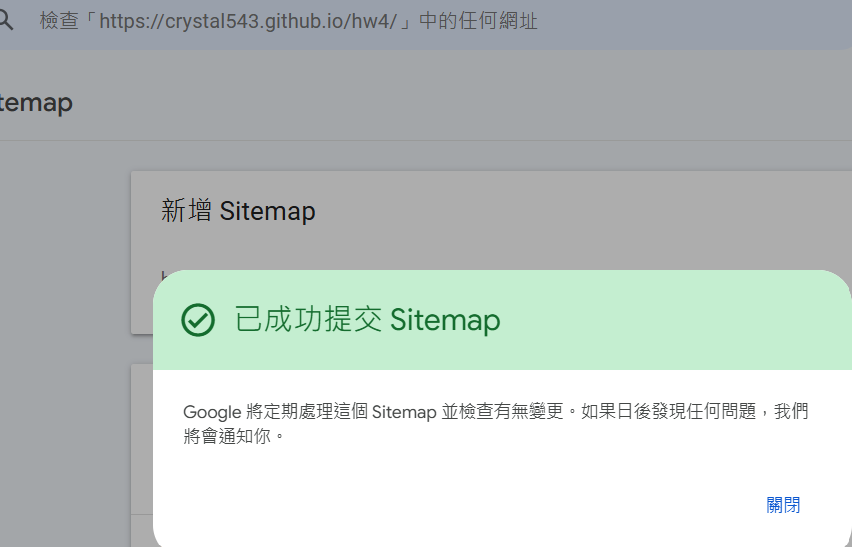 檢查「https://crystal543.github.io/hw4/」中的任何網址
temap
新增 Sitemap
已成功提交 Sitemap
Google 將定期處理這個 Sitemap 並檢查有無變更。如果日後發現任何問題，我們
將會通知你。
關閉